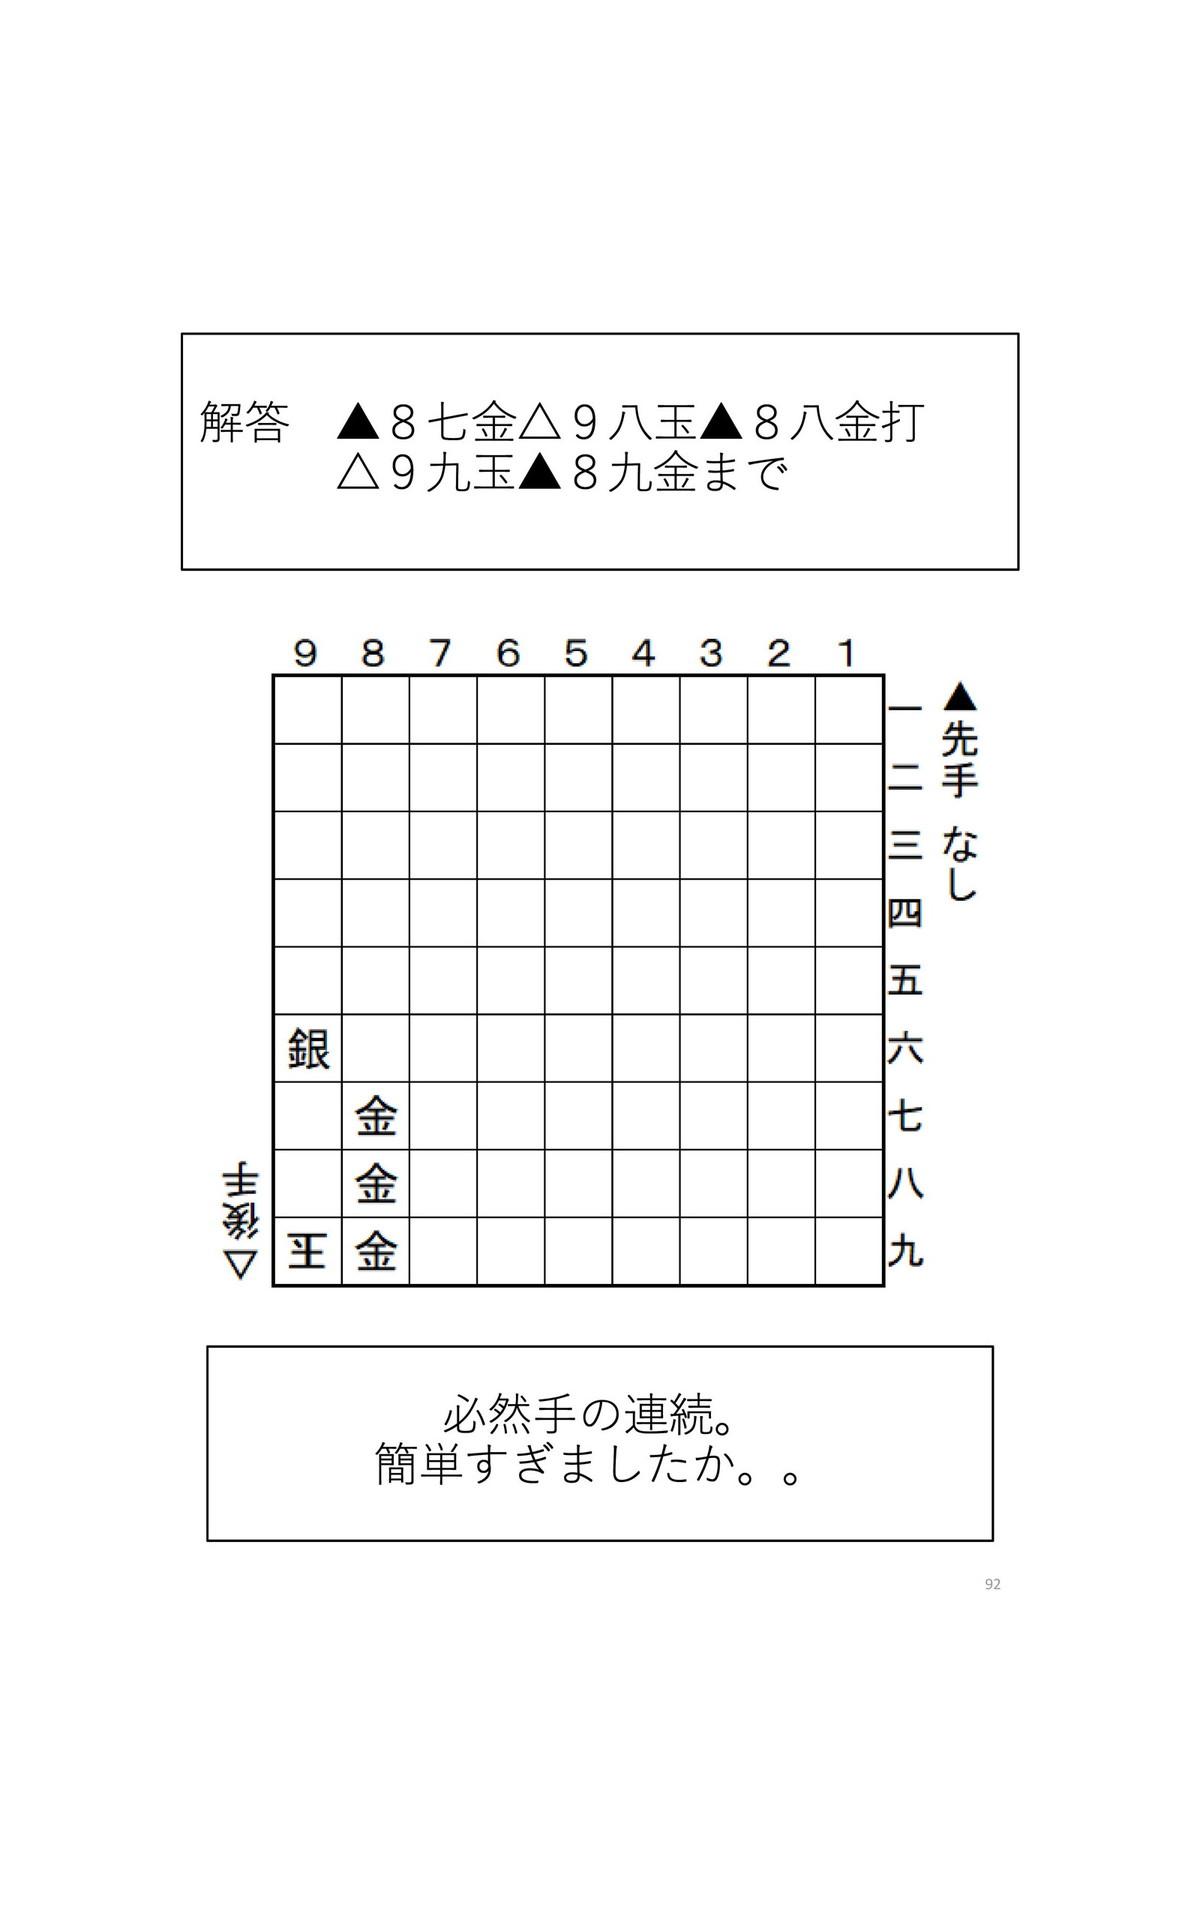 解答　▲８七金△９八玉▲８八金打
△９九玉▲８九金まで
９ ８ ７ ６ ５ ４ ３ ２ １
一
二
三
四
五
六
七
八
九
▲先手 なし
銀
金
金
王 金
△後手
必然手の連続。
簡単すぎましたか。。
92